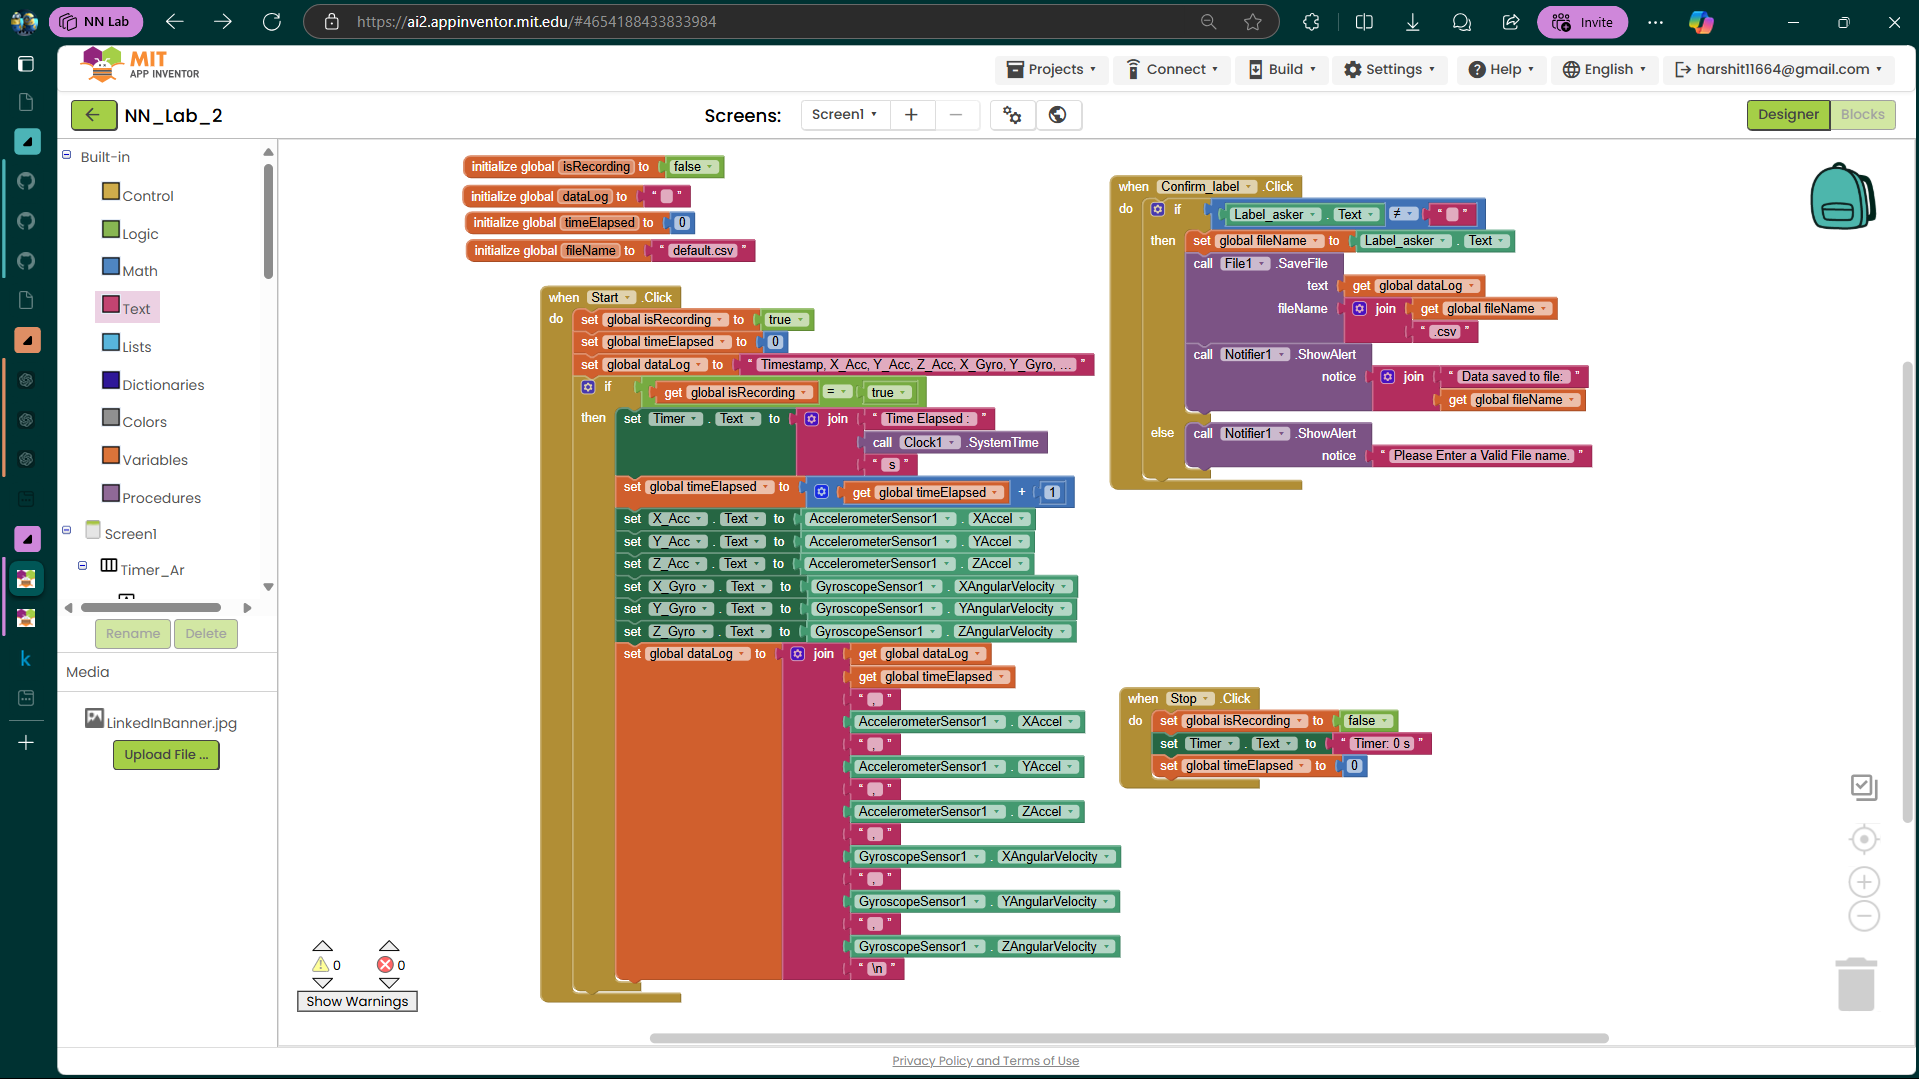 NN Lab
https://ai2.appinventor.mit.edu/#4654188433833984
Invite
MIT
APP INVENTOR
Projects
Connect
Build
Settings
Help
English
harshit11664@gmail.com
NN_Lab_2
Screens:
Screen1
Designer
Blocks
Built-in
Control
Logic
Math
Text
Lists
Dictionaries
Colors
Variables
Procedures
Screen1
Timer_Ar
Rename
Delete
Media
LinkedInBanner.jpg
Upload File ...
initialize global isRecording to false
initialize global dataLog to “ ”
initialize global timeElapsed to 0
initialize global fileName to “ default.csv ”
when Start .Click
do set global isRecording to true
set global timeElapsed to 0
set global dataLog to “ Timestamp, X_Acc, Y_Acc, Z_Acc, X_Gyro, Y_Gyro, ... ”
if get global isRecording = true
then set Timer . Text to join “ Time Elapsed : ”
call Clock1 .SystemTime
“ s ”
set global timeElapsed to get global timeElapsed + 1
set X_Acc . Text to AccelerometerSensor1 . XAccel
set Y_Acc . Text to AccelerometerSensor1 . YAccel
set Z_Acc . Text to AccelerometerSensor1 . ZAccel
set X_Gyro . Text to GyroscopeSensor1 . XAngularVelocity
set Y_Gyro . Text to GyroscopeSensor1 . YAngularVelocity
set Z_Gyro . Text to GyroscopeSensor1 . ZAngularVelocity
set global dataLog to join get global dataLog
get global timeElapsed
“ , ”
AccelerometerSensor1 . XAccel
“ , ”
AccelerometerSensor1 . YAccel
“ , ”
AccelerometerSensor1 . ZAccel
“ , ”
GyroscopeSensor1 . XAngularVelocity
“ , ”
GyroscopeSensor1 . YAngularVelocity
“ , ”
GyroscopeSensor1 . ZAngularVelocity
“ \n ”
when Confirm_label .Click
do if Label_asker . Text ≠ “ ”
then set global fileName to Label_asker . Text
call File1 .SaveFile
text get global dataLog
fileName join get global fileName
“ .csv ”
call Notifier1 .ShowAlert
notice join “ Data saved to file: ”
get global fileName
else call Notifier1 .ShowAlert
notice “ Please Enter a Valid File name. ”
when Stop .Click
do set global isRecording to false
set Timer . Text to “ Timer: 0 s ”
set global timeElapsed to 0
0
0
Show Warnings
Privacy Policy and Terms of Use